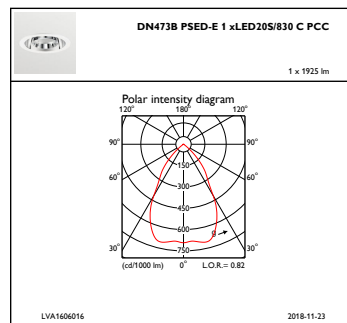 DN473B PSED-E 1 xLED20S/830 C PCC
1 x 1925 lm
Polar intensity diagram
120° 180° 120°
90° 90°
150
60° 60°
300
450
600
750
30° 30°
(cd/1000 lm) 0° L.O.R.= 0.82
LVA1606016 2018-11-23